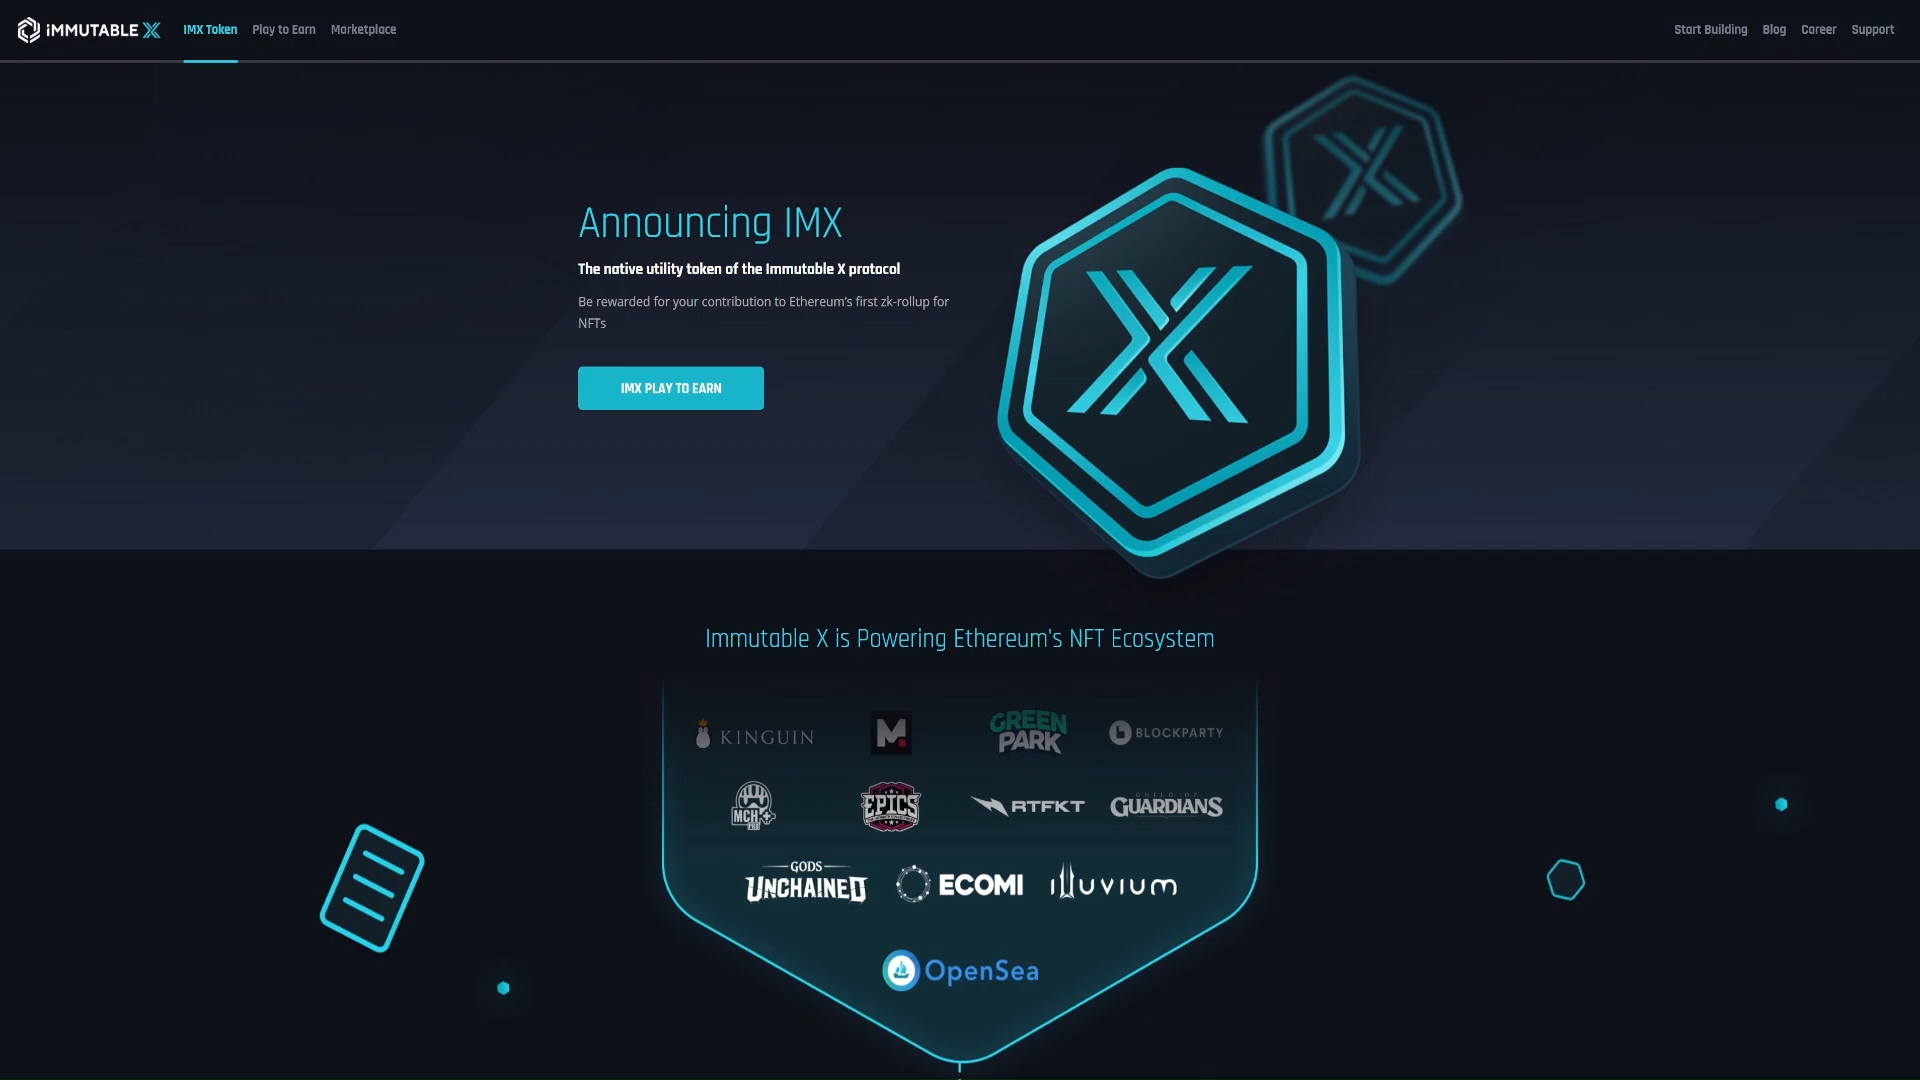 iMMUTABLE X
IMX Token
Play to Earn
Marketplace
Start Building
Blog
Career
Support
Announcing IMX
The native utility token of the Immutable X protocol
Be rewarded for your contribution to Ethereum's first zk-rollup for
NFTs
IMX PLAY TO EARN
Immutable X is Powering Ethereum's NFT Ecosystem
KINGUIN
M
GREEN
PARK
BLOCKPARTY
MCH+
EPICS
RTFKT
GUILD OF
GUARDIANS
GODS
UNCHAINED
ECOMI
illuvium
OpenSea